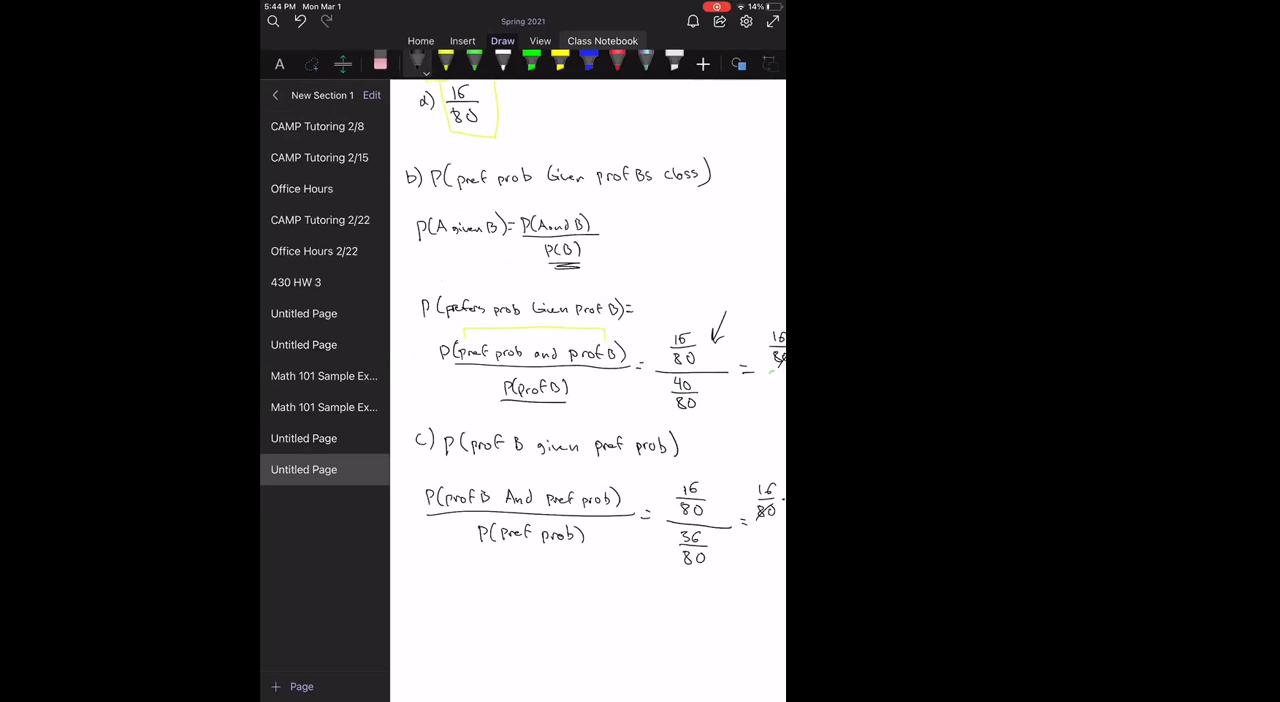 5:44 PM Mon Mar 1
14%
Spring 2021
Home Insert Draw View Class Notebook
A
New Section 1 Edit
CAMP Tutoring 2/8
CAMP Tutoring 2/15
Office Hours
CAMP Tutoring 2/22
Office Hours 2/22
430 HW 3
Untitled Page
Untitled Page
Math 101 Sample Ex...
Math 101 Sample Ex...
Untitled Page
Untitled Page
+ Page
a) 16/80
b) P(pref prob Given prof Bs class)
P(A given B) = P(A and B) / P(B)
P(prefers prob Given Prof B) =
P(pref prob and prof B) / P(prof B) = 16/80 / 40/80 = 16/80
c) P(prof B given pref prob)
P(prof B And pref prob) / P(pref prob) = 16/80 / 36/80 = 16/80 ·